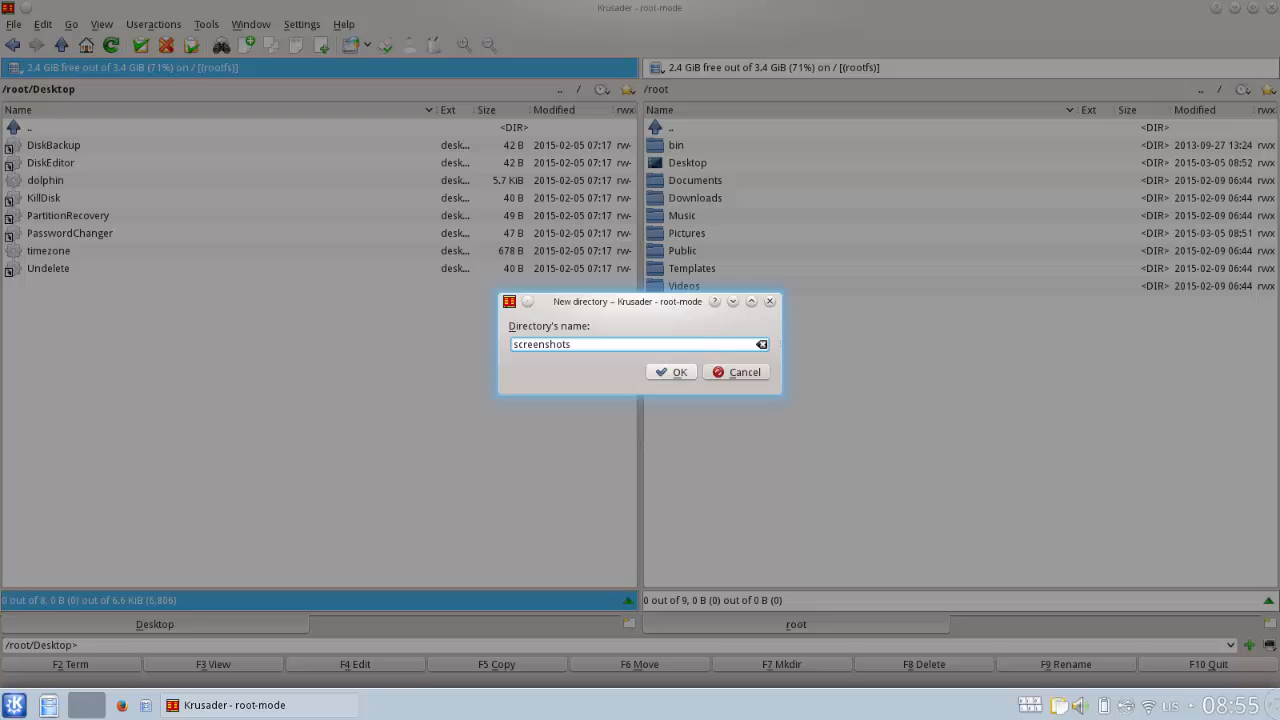 Krusader - root-mode
File Edit Go View Useractions Tools Window Settings Help
2.4 GiB free out of 3.4 GiB (71%) on / [(rootfs)]
2.4 GiB free out of 3.4 GiB (71%) on / [(rootfs)]
/root/Desktop .. /
/root .. /
Name Ext Size Modified rwx
.. <DIR>
DiskBackup desk... 42 B 2015-02-05 07:17 rw-
DiskEditor desk... 42 B 2015-02-05 07:17 rw-
dolphin desk... 5.7 KiB 2015-02-05 07:17 rw-
KillDisk desk... 40 B 2015-02-05 07:17 rw-
PartitionRecovery desk... 49 B 2015-02-05 07:17 rw-
PasswordChanger desk... 47 B 2015-02-05 07:17 rw-
timezone desk... 678 B 2015-02-05 07:17 rw-
Undelete desk... 40 B 2015-02-05 07:17 rw-
Name Ext Size Modified rwx
.. <DIR>
bin <DIR> 2013-09-27 13:24 rwx
Desktop <DIR> 2015-03-05 08:52 rwx
Documents <DIR> 2015-02-09 06:44 rwx
Downloads <DIR> 2015-02-09 06:44 rwx
Music <DIR> 2015-02-09 06:44 rwx
Pictures <DIR> 2015-03-05 08:51 rwx
Public <DIR> 2015-02-09 06:44 rwx
Templates <DIR> 2015-02-09 06:44 rwx
Videos <DIR> 2015-02-09 06:44 rwx
New directory – Krusader - root-mode
Directory's name:
screenshots
OK Cancel
0 out of 8, 0 B (0) out of 6.6 KiB (6,806)
0 out of 9, 0 B (0) out of 0 B (0)
Desktop
root
/root/Desktop>
F2 Term F3 View F4 Edit F5 Copy F6 Move F7 Mkdir F8 Delete F9 Rename F10 Quit
Krusader - root-mode
us 08:55